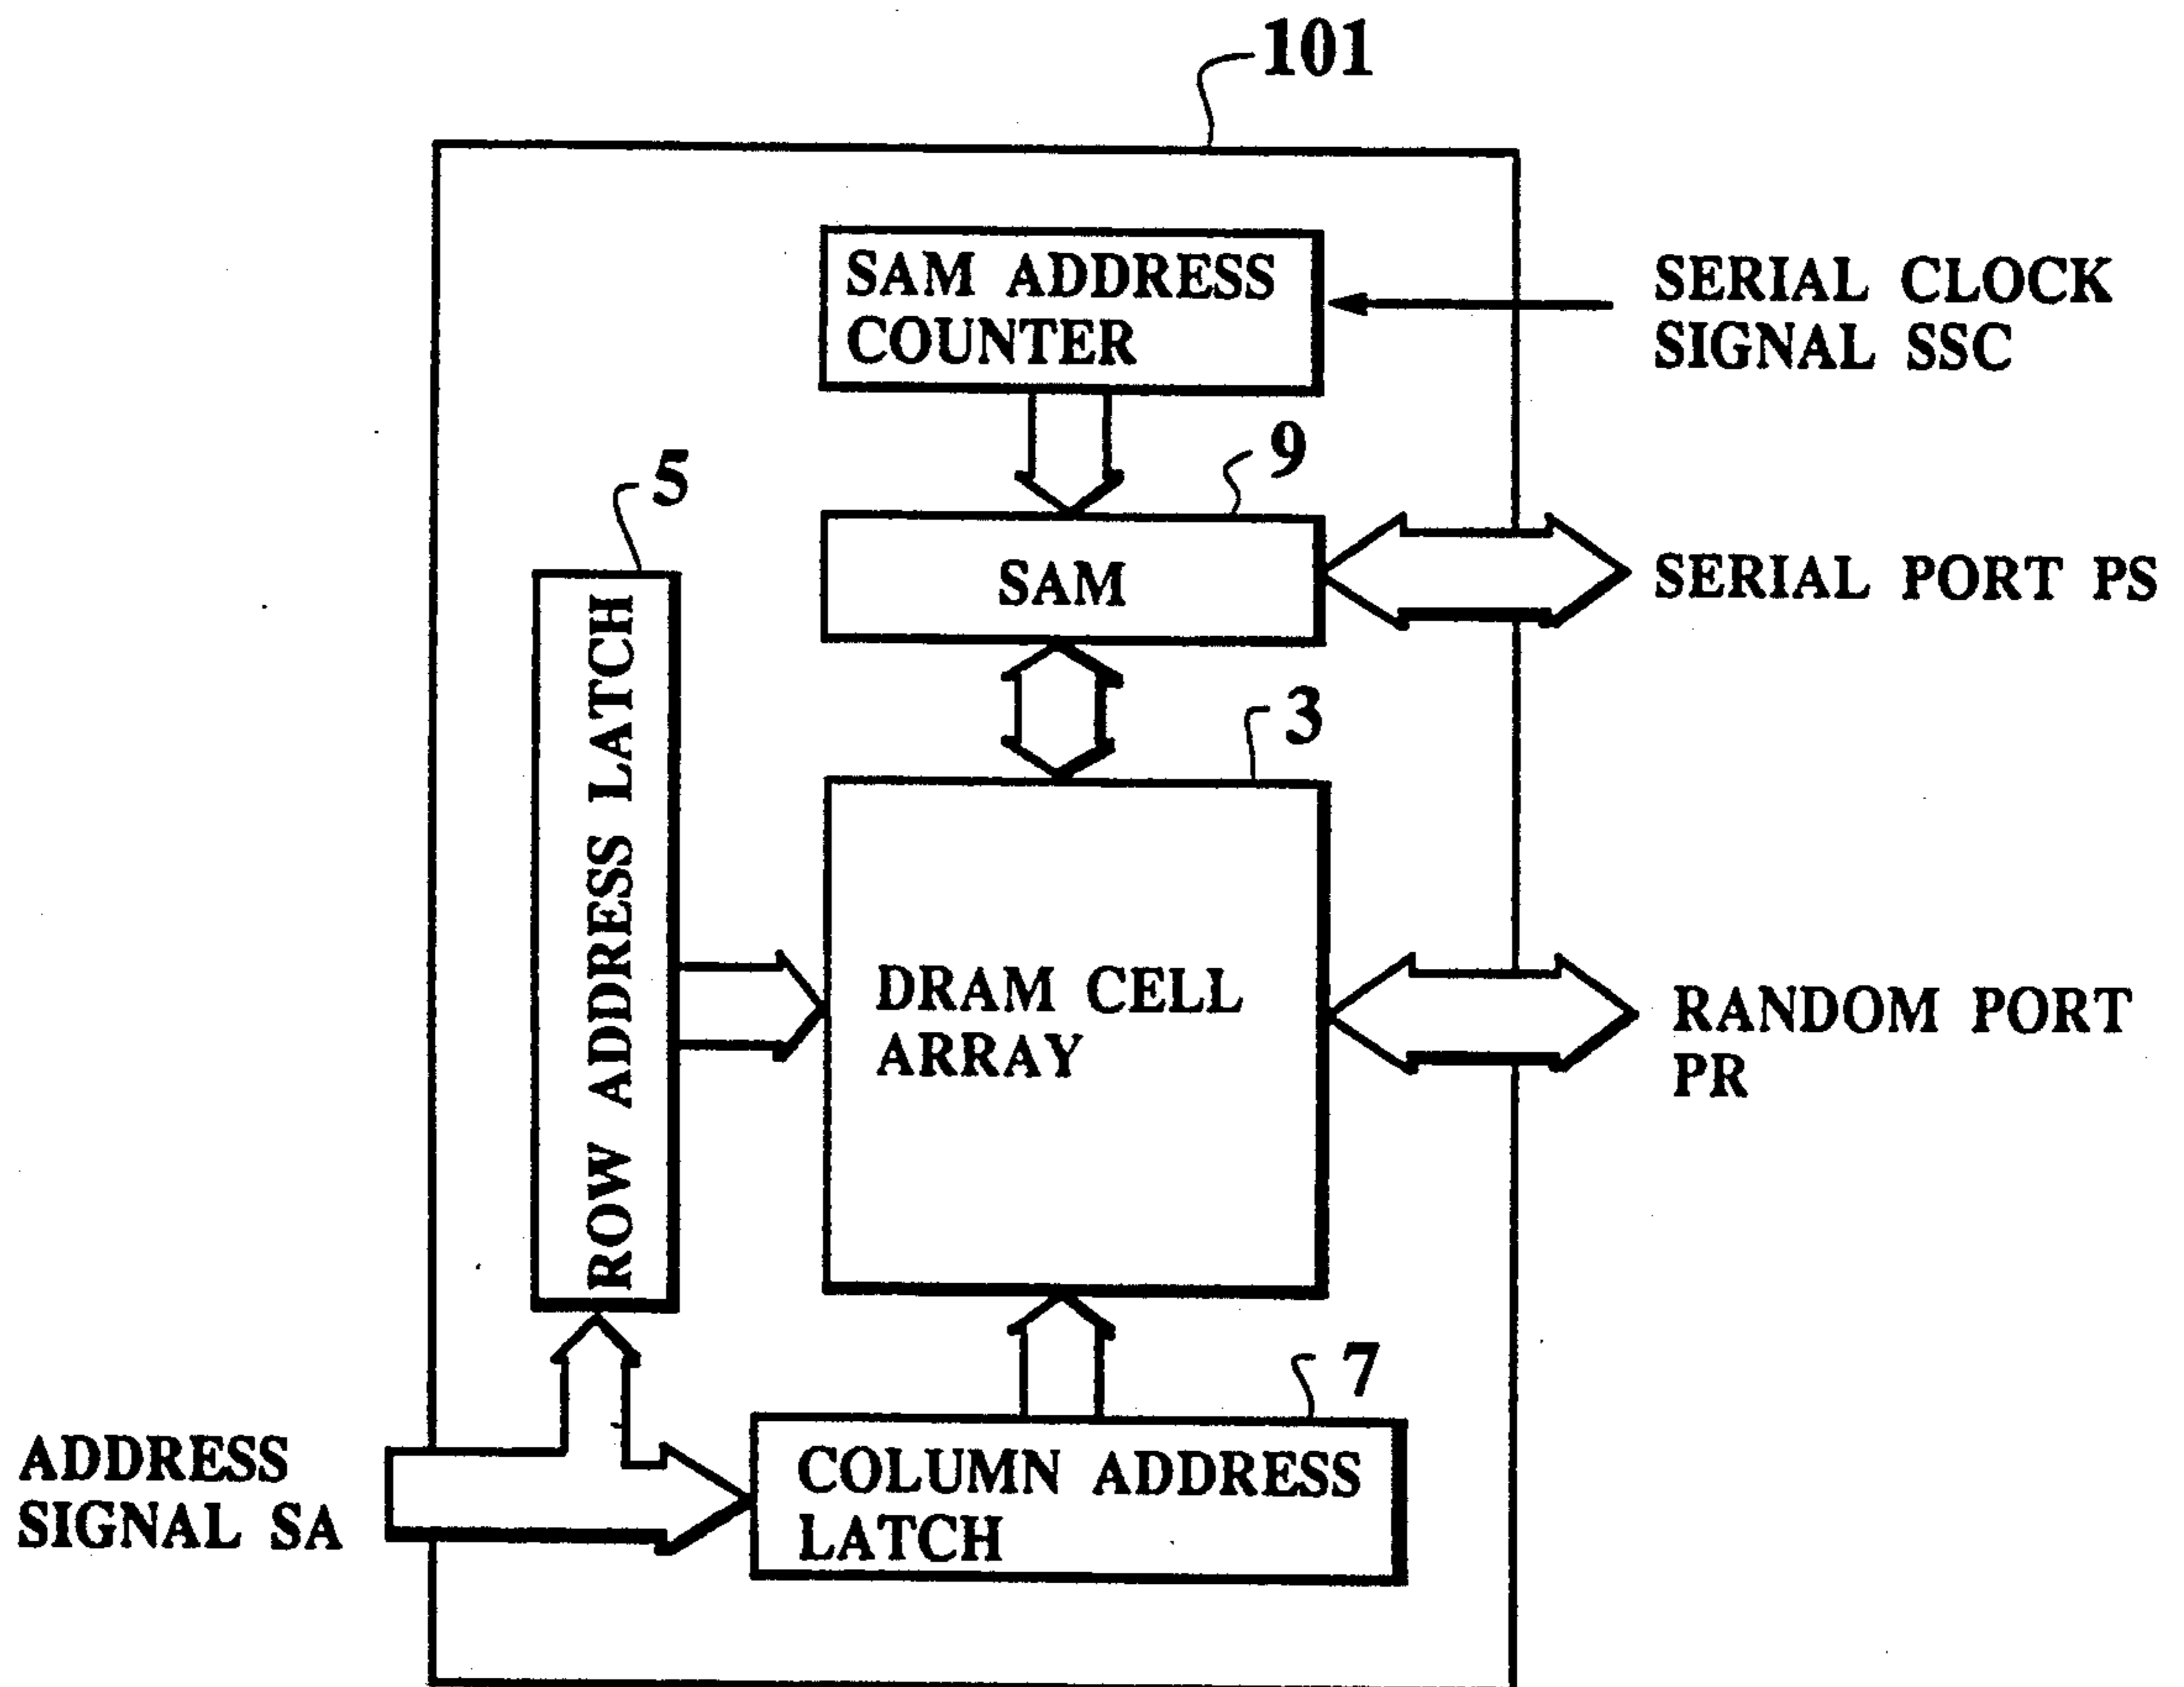 101
SAM ADDRESS
COUNTER
SERIAL CLOCK
SIGNAL SSC
9
5
SAM
SERIAL PORT PS
3
ROW ADDRESS LATCH
DRAM CELL
ARRAY
RANDOM PORT
PR
7
ADDRESS
SIGNAL SA
COLUMN ADDRESS
LATCH